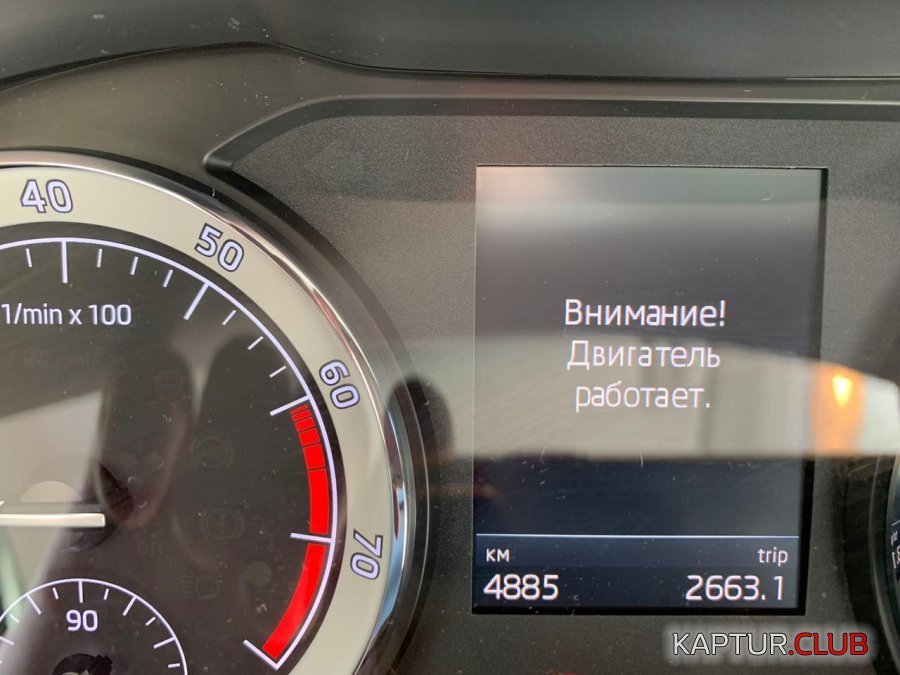 40
50
1/min x 100
60
70
90
Внимание!
Двигатель
работает.
км trip
4885 2663.1
KAPTUR.CLUB